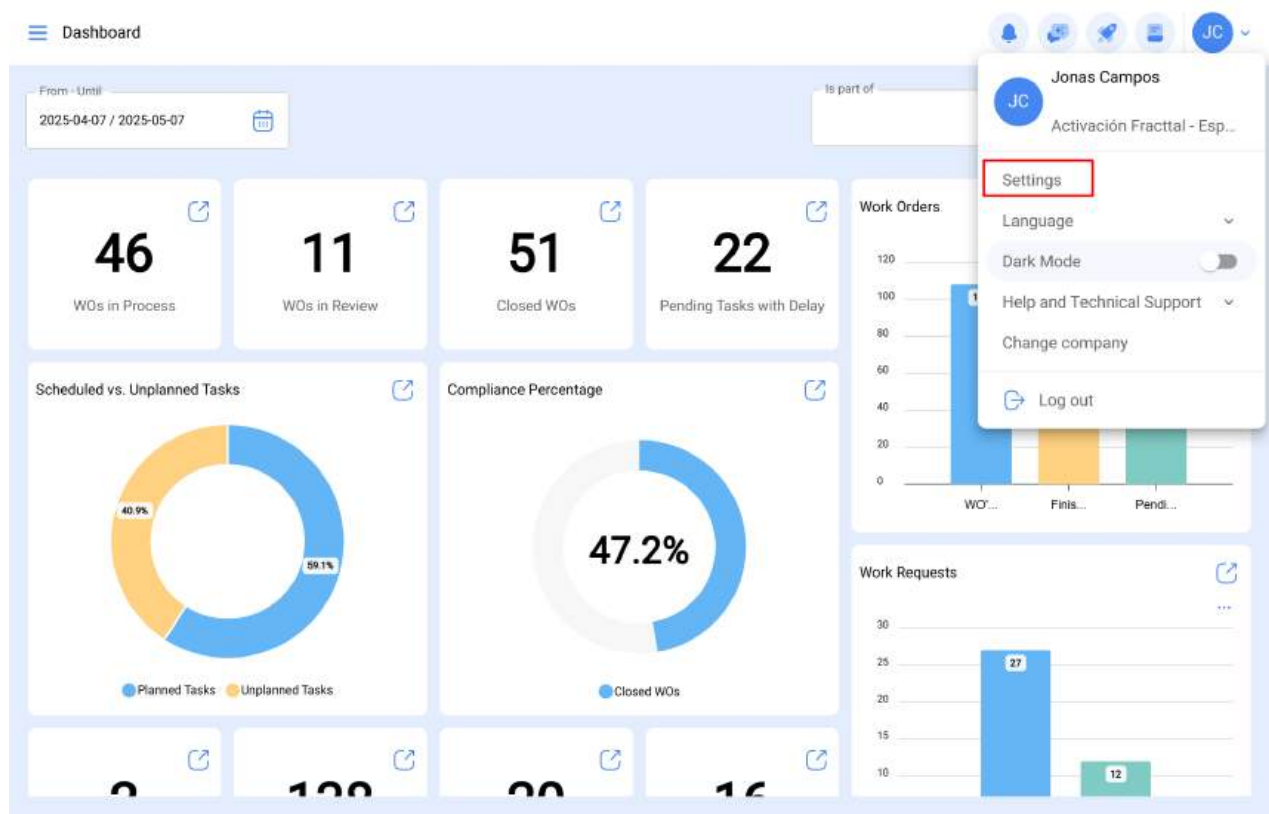 Dashboard
JC
From - Until
2025-04-07 / 2025-05-07
Is part of
JC
Jonas Campos
Activación Fracttal - Esp...
Settings
Language
Dark Mode
Help and Technical Support
Change company
Log out
46
WOs in Process
11
WOs in Review
51
Closed WOs
22
Pending Tasks with Delay
Work Orders
120
100
80
60
40
20
0
WO'...
Finis...
Pendi...
Scheduled vs. Unplanned Tasks
40.9%
59.1%
Planned Tasks
Unplanned Tasks
Compliance Percentage
47.2%
Closed WOs
Work Requests
...
30
25
20
15
10
27
12